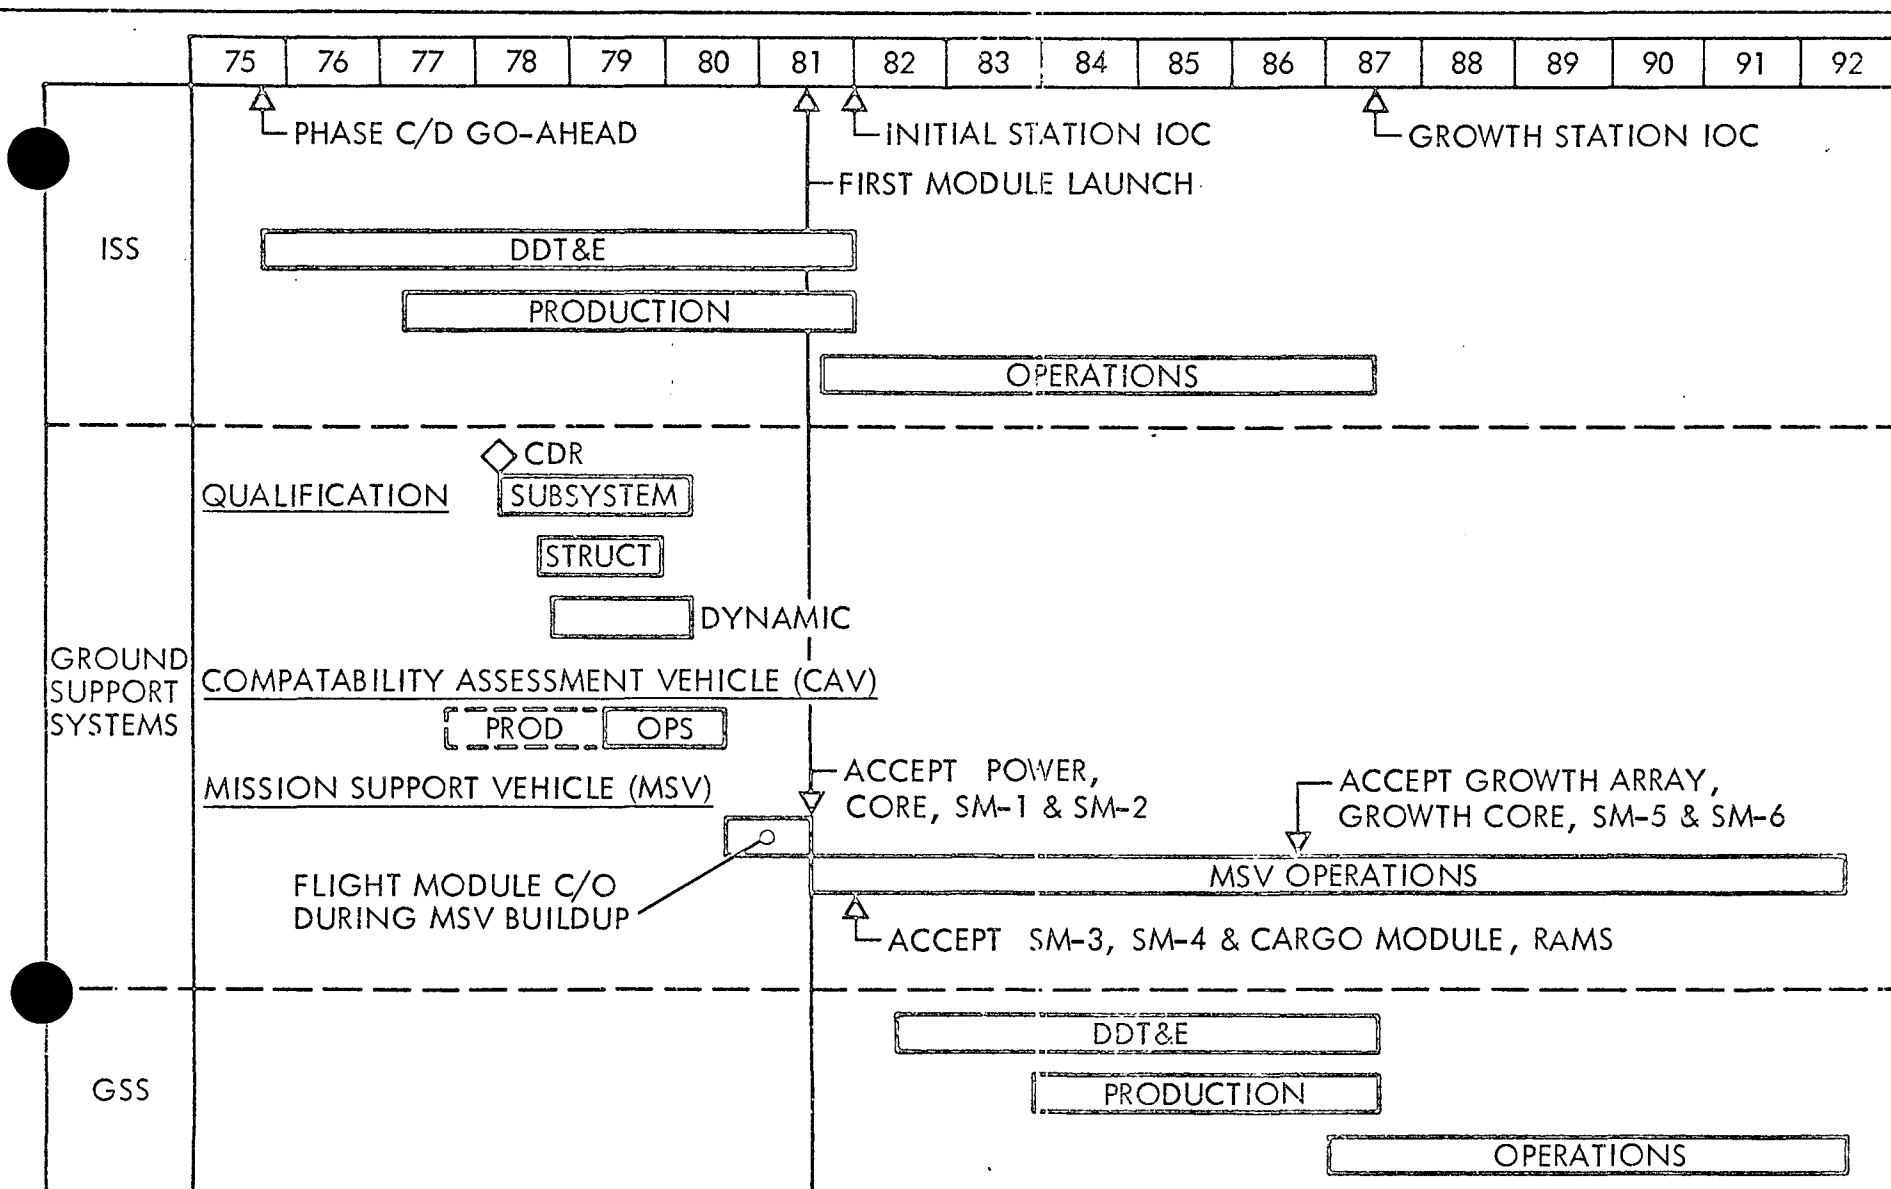 75 76 77 78 79 80 81 82 83 84 85 86 87 88 89 90 91 92
PHASE C/D GO-AHEAD
INITIAL STATION IOC
GROWTH STATION IOC
FIRST MODULE LAUNCH
ISS
DDT&E
PRODUCTION
OPERATIONS
CDR
QUALIFICATION
SUBSYSTEM
STRUCT
DYNAMIC
GROUND
SUPPORT
SYSTEMS
COMPATABILITY ASSESSMENT VEHICLE (CAV)
PROD
OPS
MISSION SUPPORT VEHICLE (MSV)
ACCEPT POWER,
CORE, SM-1 & SM-2
ACCEPT GROWTH ARRAY,
GROWTH CORE, SM-5 & SM-6
FLIGHT MODULE C/O
DURING MSV BUILDUP
MSV OPERATIONS
ACCEPT SM-3, SM-4 & CARGO MODULE, RAMS
GSS
DDT&E
PRODUCTION
OPERATIONS